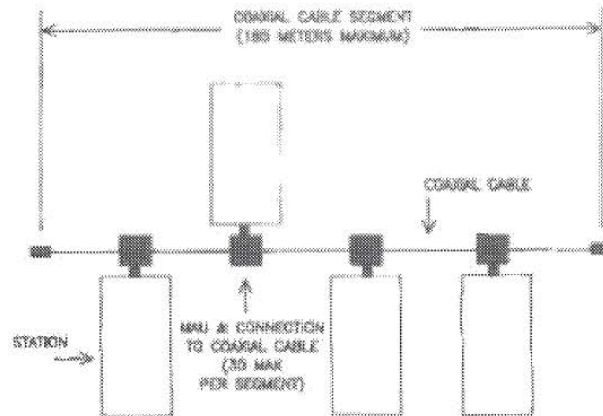 COAXIAL CABLE SEGMENT
(185 METERS MAXIMUM)
COAXIAL CABLE
STATION
MAU & CONNECTION
TO COAXIAL CABLE
(30 MAX
PER SEGMENT)